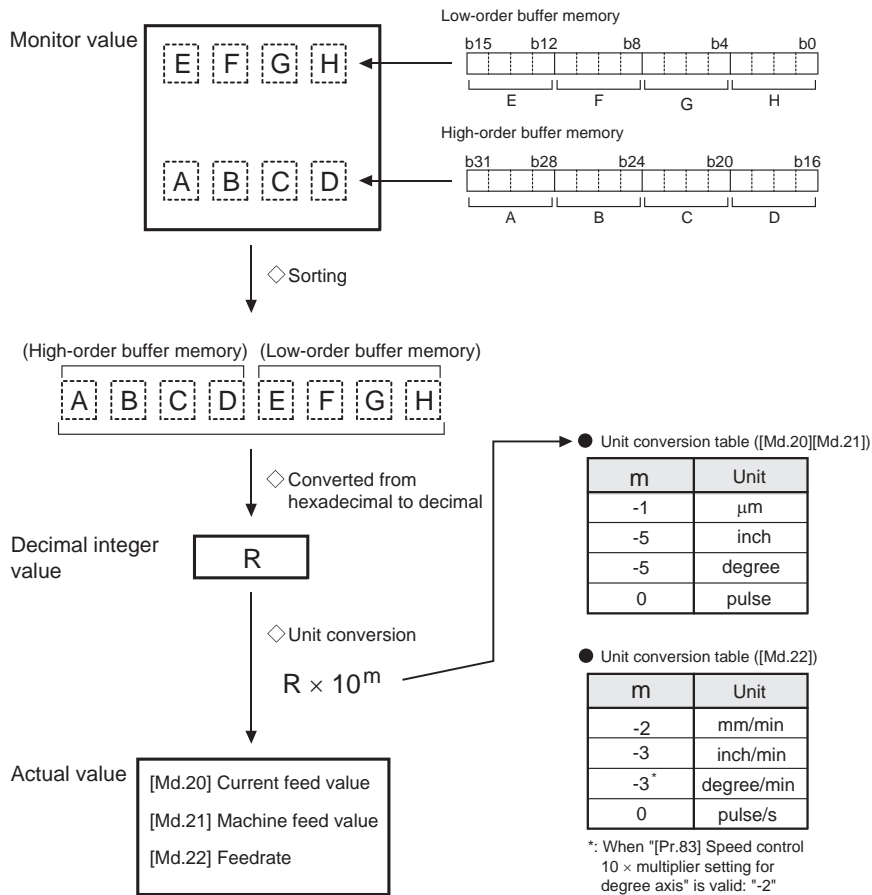 Monitor value
E F G H
A B C D
Low-order buffer memory
b15 b12 b8 b4 b0
E F G H
High-order buffer memory
b31 b28 b24 b20 b16
A B C D
◇ Sorting
(High-order buffer memory) (Low-order buffer memory)
A B C D E F G H
◇ Converted from
hexadecimal to decimal
Decimal integer
value
R
◇ Unit conversion
R × 10^m
● Unit conversion table ([Md.20][Md.21])
m Unit
-1 μm
-5 inch
-5 degree
0 pulse
● Unit conversion table ([Md.22])
m Unit
-2 mm/min
-3 inch/min
-3* degree/min
0 pulse/s
*: When "[Pr.83] Speed control
10 × multiplier setting for
degree axis" is valid: "-2"
Actual value
[Md.20] Current feed value
[Md.21] Machine feed value
[Md.22] Feedrate